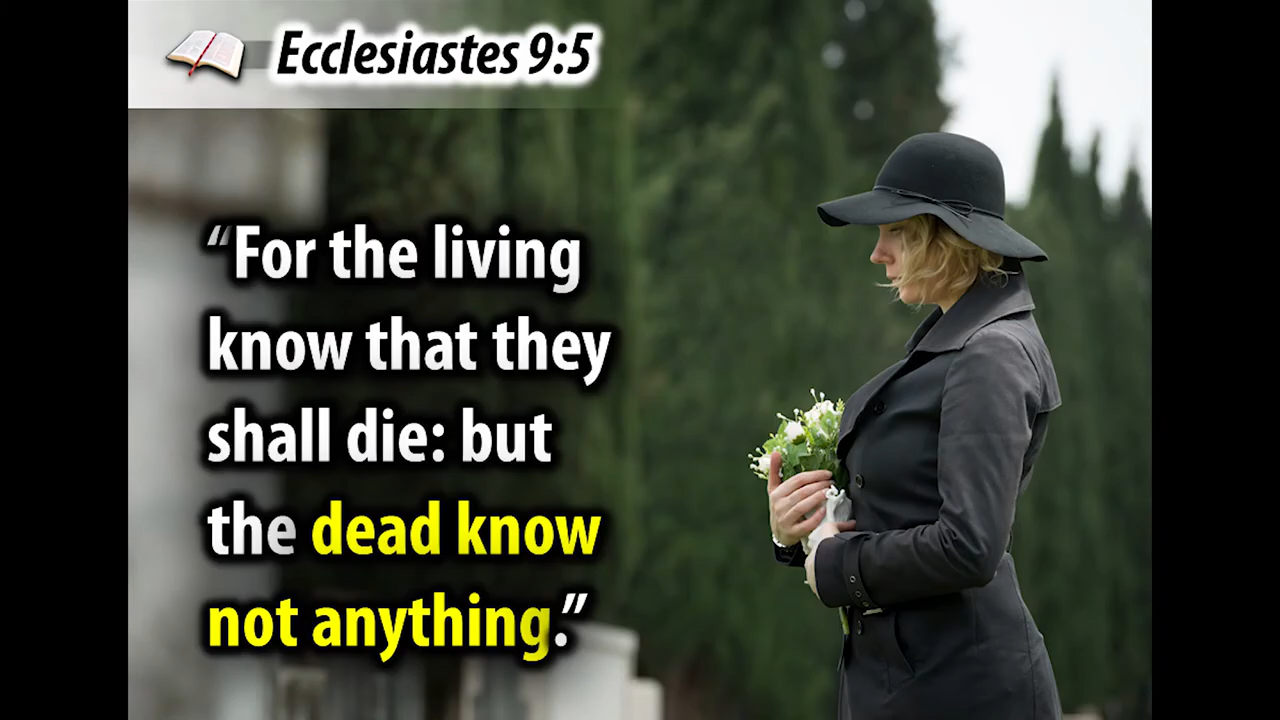 Ecclesiastes 9:5
“For the living
know that they
shall die: but
the dead know
not anything.”